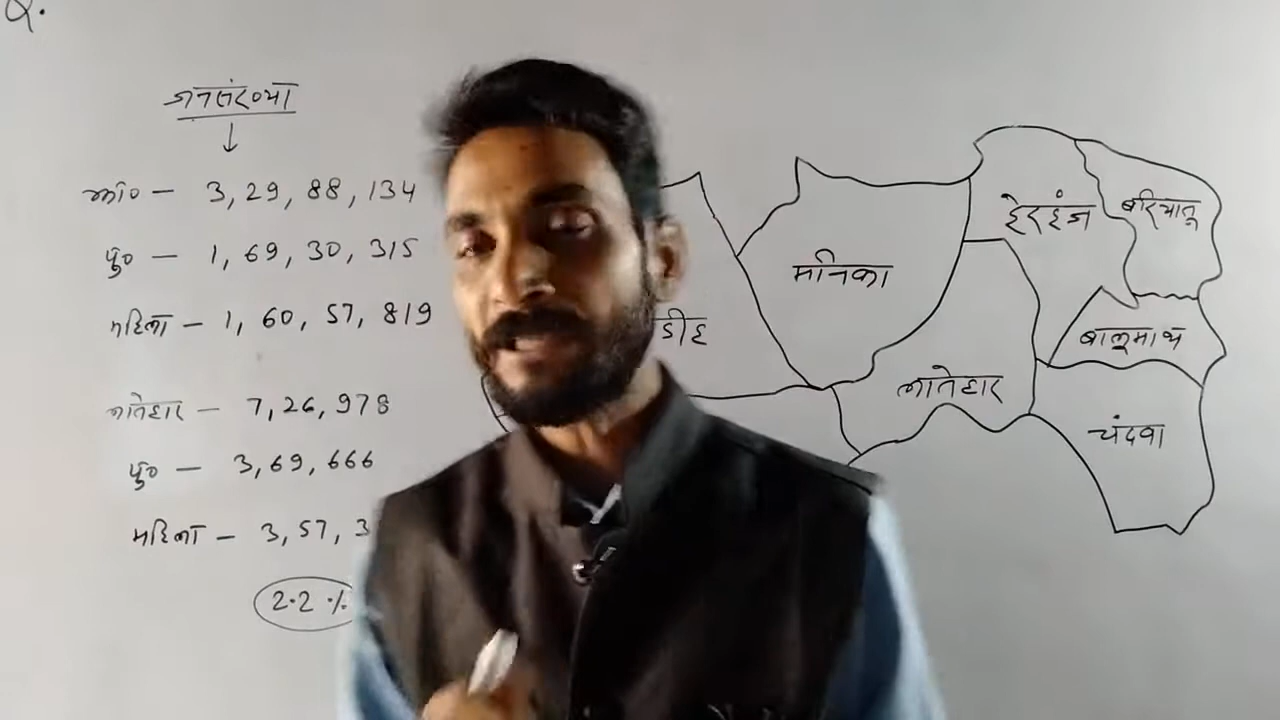 Q.
जनसंख्या
झा० – 3, 29, 88, 134
पु० – 1, 69, 30, 315
महिला – 1, 60, 57, 819
लातेहार – 7, 26, 978
पु० – 3, 69, 666
महिला – 3, 57, 3
2.2 %
डीह
मनिका
हेरहंज
बरियातू
बालूमाथ
लातेहार
चंदवा